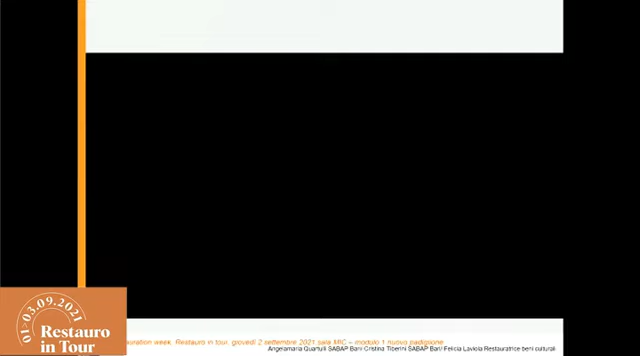 01>03.09.2021
Restauro
in Tour
uration week. Restauro in tour. giovedì 2 settembre 2021 sala MIC – modulo 1 nuovo padiglione
Angelamaria Quartulli SABAP Bari/ Cristina Tiberini SABAP Bari/ Felicia Laviola Restauratrice beni culturali